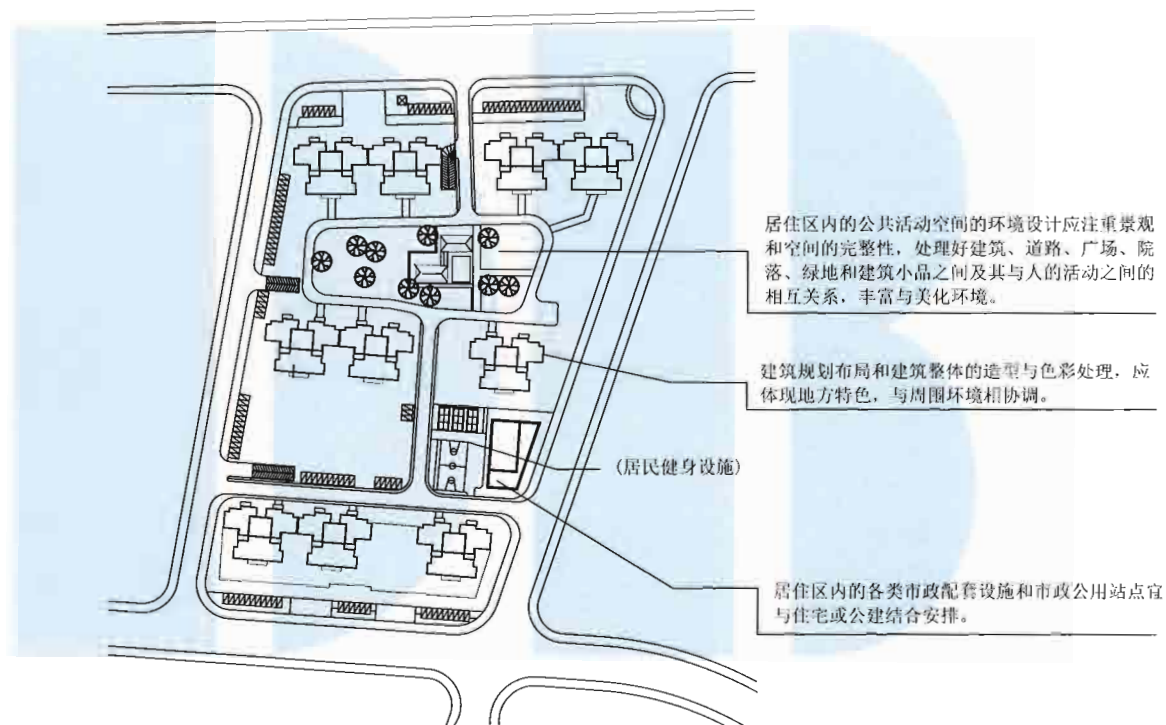 居住区内的公共活动空间的环境设计应注重景观
和空间的完整性，处理好建筑、道路、广场、院
落、绿地和建筑小品之间及其与人的活动之间的
相互关系，丰富与美化环境。
建筑规划布局和建筑整体的造型与色彩处理，应
体现地方特色，与周围环境相协调。
(居民健身设施)
居住区内的各类市政配套设施和市政公用站点宜
与住宅或公建结合安排。